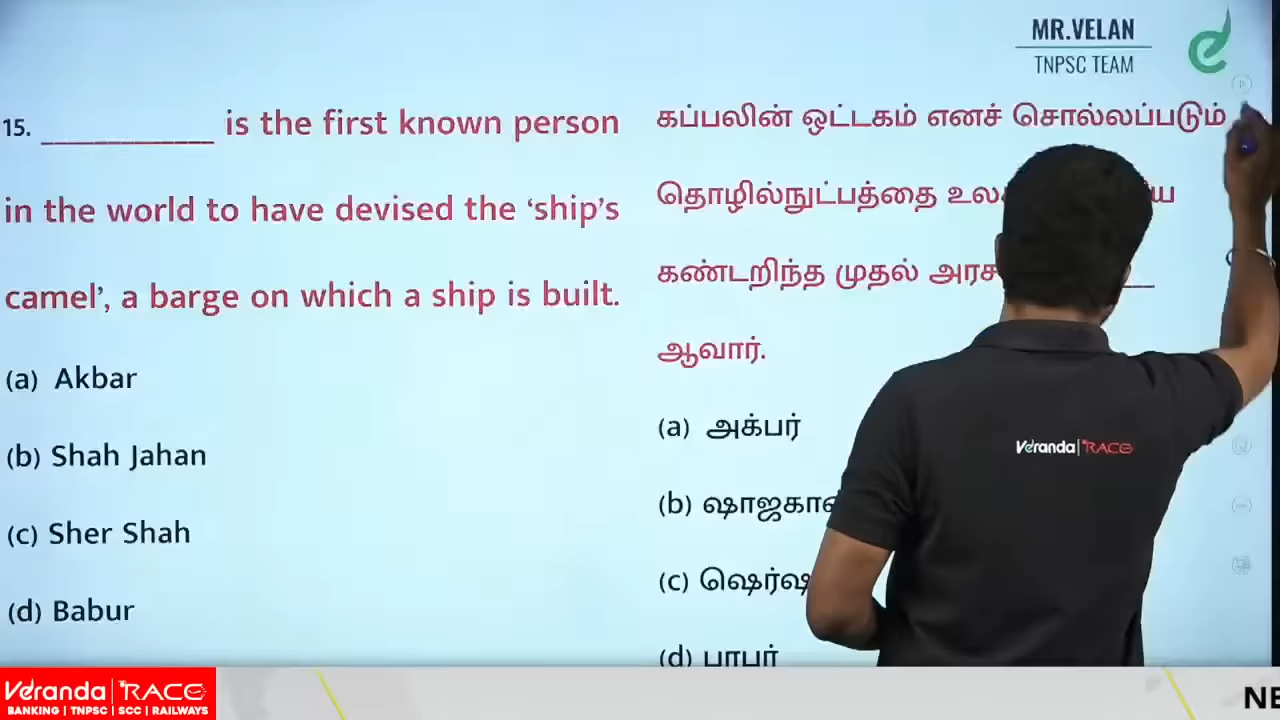 MR.VELAN
TNPSC TEAM
15. ____________ is the first known person
in the world to have devised the ‘ship’s
camel’, a barge on which a ship is built.
(a) Akbar
(b) Shah Jahan
(c) Sher Shah
(d) Babur
கப்பலின் ஒட்டகம் எனச் சொல்லப்படும்
தொழில்நுட்பத்தை
கண்டறிந்த முதல்
ஆவார்.
(a) அக்பர்
(b)
(c)
(d) பாபர்
Veranda RACE
Veranda RACE
BANKING | TNPSC | SCC | RAILWAYS